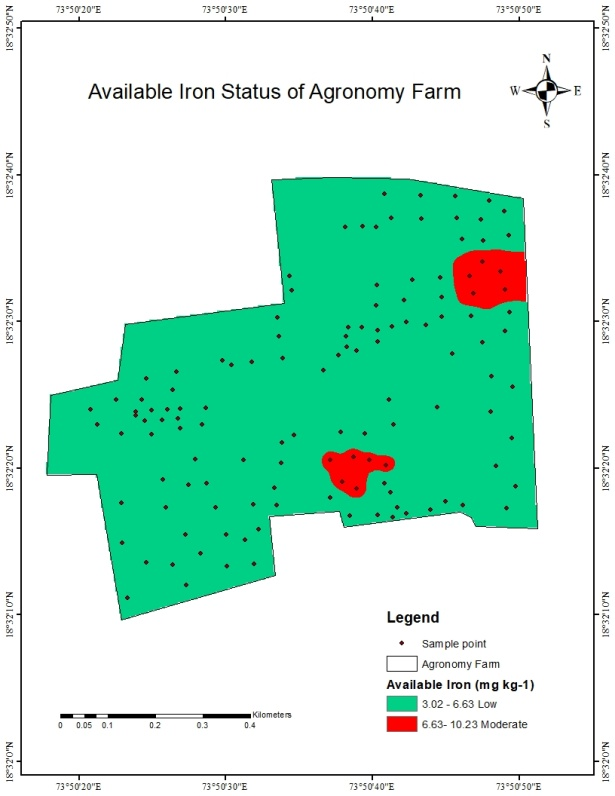 73°50'20"E 73°50'30"E 73°50'40"E 73°50'50"E
18°32'50"N 18°32'50"N
Available Iron Status of Agronomy Farm
N
W E
S
18°32'40"N 18°32'40"N
18°32'30"N 18°32'30"N
18°32'20"N 18°32'20"N
18°32'10"N 18°32'10"N
Legend
Sample point
Agronomy Farm
Available Iron (mg kg-1)
3.02 - 6.63 Low
6.63- 10.23 Moderate
Kilometers
0 0.05 0.1 0.2 0.3 0.4
18°32'0"N 18°32'0"N
73°50'20"E 73°50'30"E 73°50'40"E 73°50'50"E